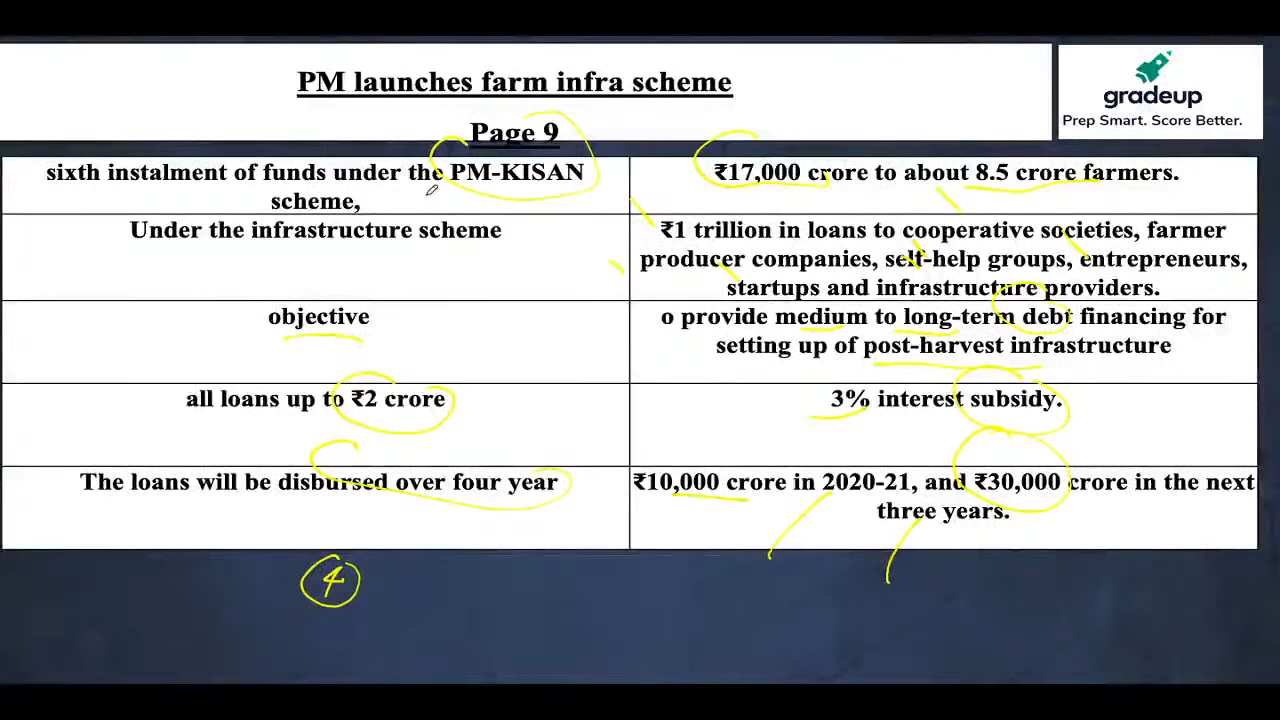 PM launches farm infra scheme
Page 9
gradeup
Prep Smart. Score Better.
sixth instalment of funds under the PM-KISAN
scheme,
₹17,000 crore to about 8.5 crore farmers.
Under the infrastructure scheme
₹1 trillion in loans to cooperative societies, farmer
producer companies, self-help groups, entrepreneurs,
startups and infrastructure providers.
objective
o provide medium to long-term debt financing for
setting up of post-harvest infrastructure
all loans up to ₹2 crore
3% interest subsidy.
The loans will be disbursed over four year
₹10,000 crore in 2020-21, and ₹30,000 crore in the next
three years.
4